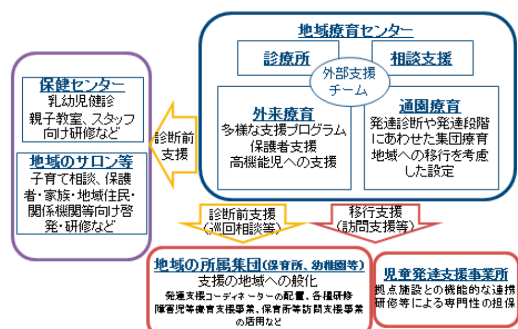 地域療育センター
診療所
相談支援
外部支援
チーム
外来療育
多様な支援プログラム
保護者支援
高機能児への支援
通園療育
発達診断や発達段階
にあわせた集団療育
地域への移行を考慮
した設定
保健センター
乳幼児健診
親子教室、スタッフ
向け研修など
地域のサロン等
子育て相談、保護
者・家族・地域住民・
関係機関等向け啓
発・研修など
診断前
支援
診断前支援
(巡回相談等)
移行支援
(訪問支援等)
地域の所属集団(保育所、幼稚園等)
支援の地域への般化
発達支援コーディネーターの配置、各種研修
障害児等療育支援事業、保育所等訪問支援事業
の活用など
児童発達支援事業所
拠点施設との機能的な連携
研修等による専門性の担保